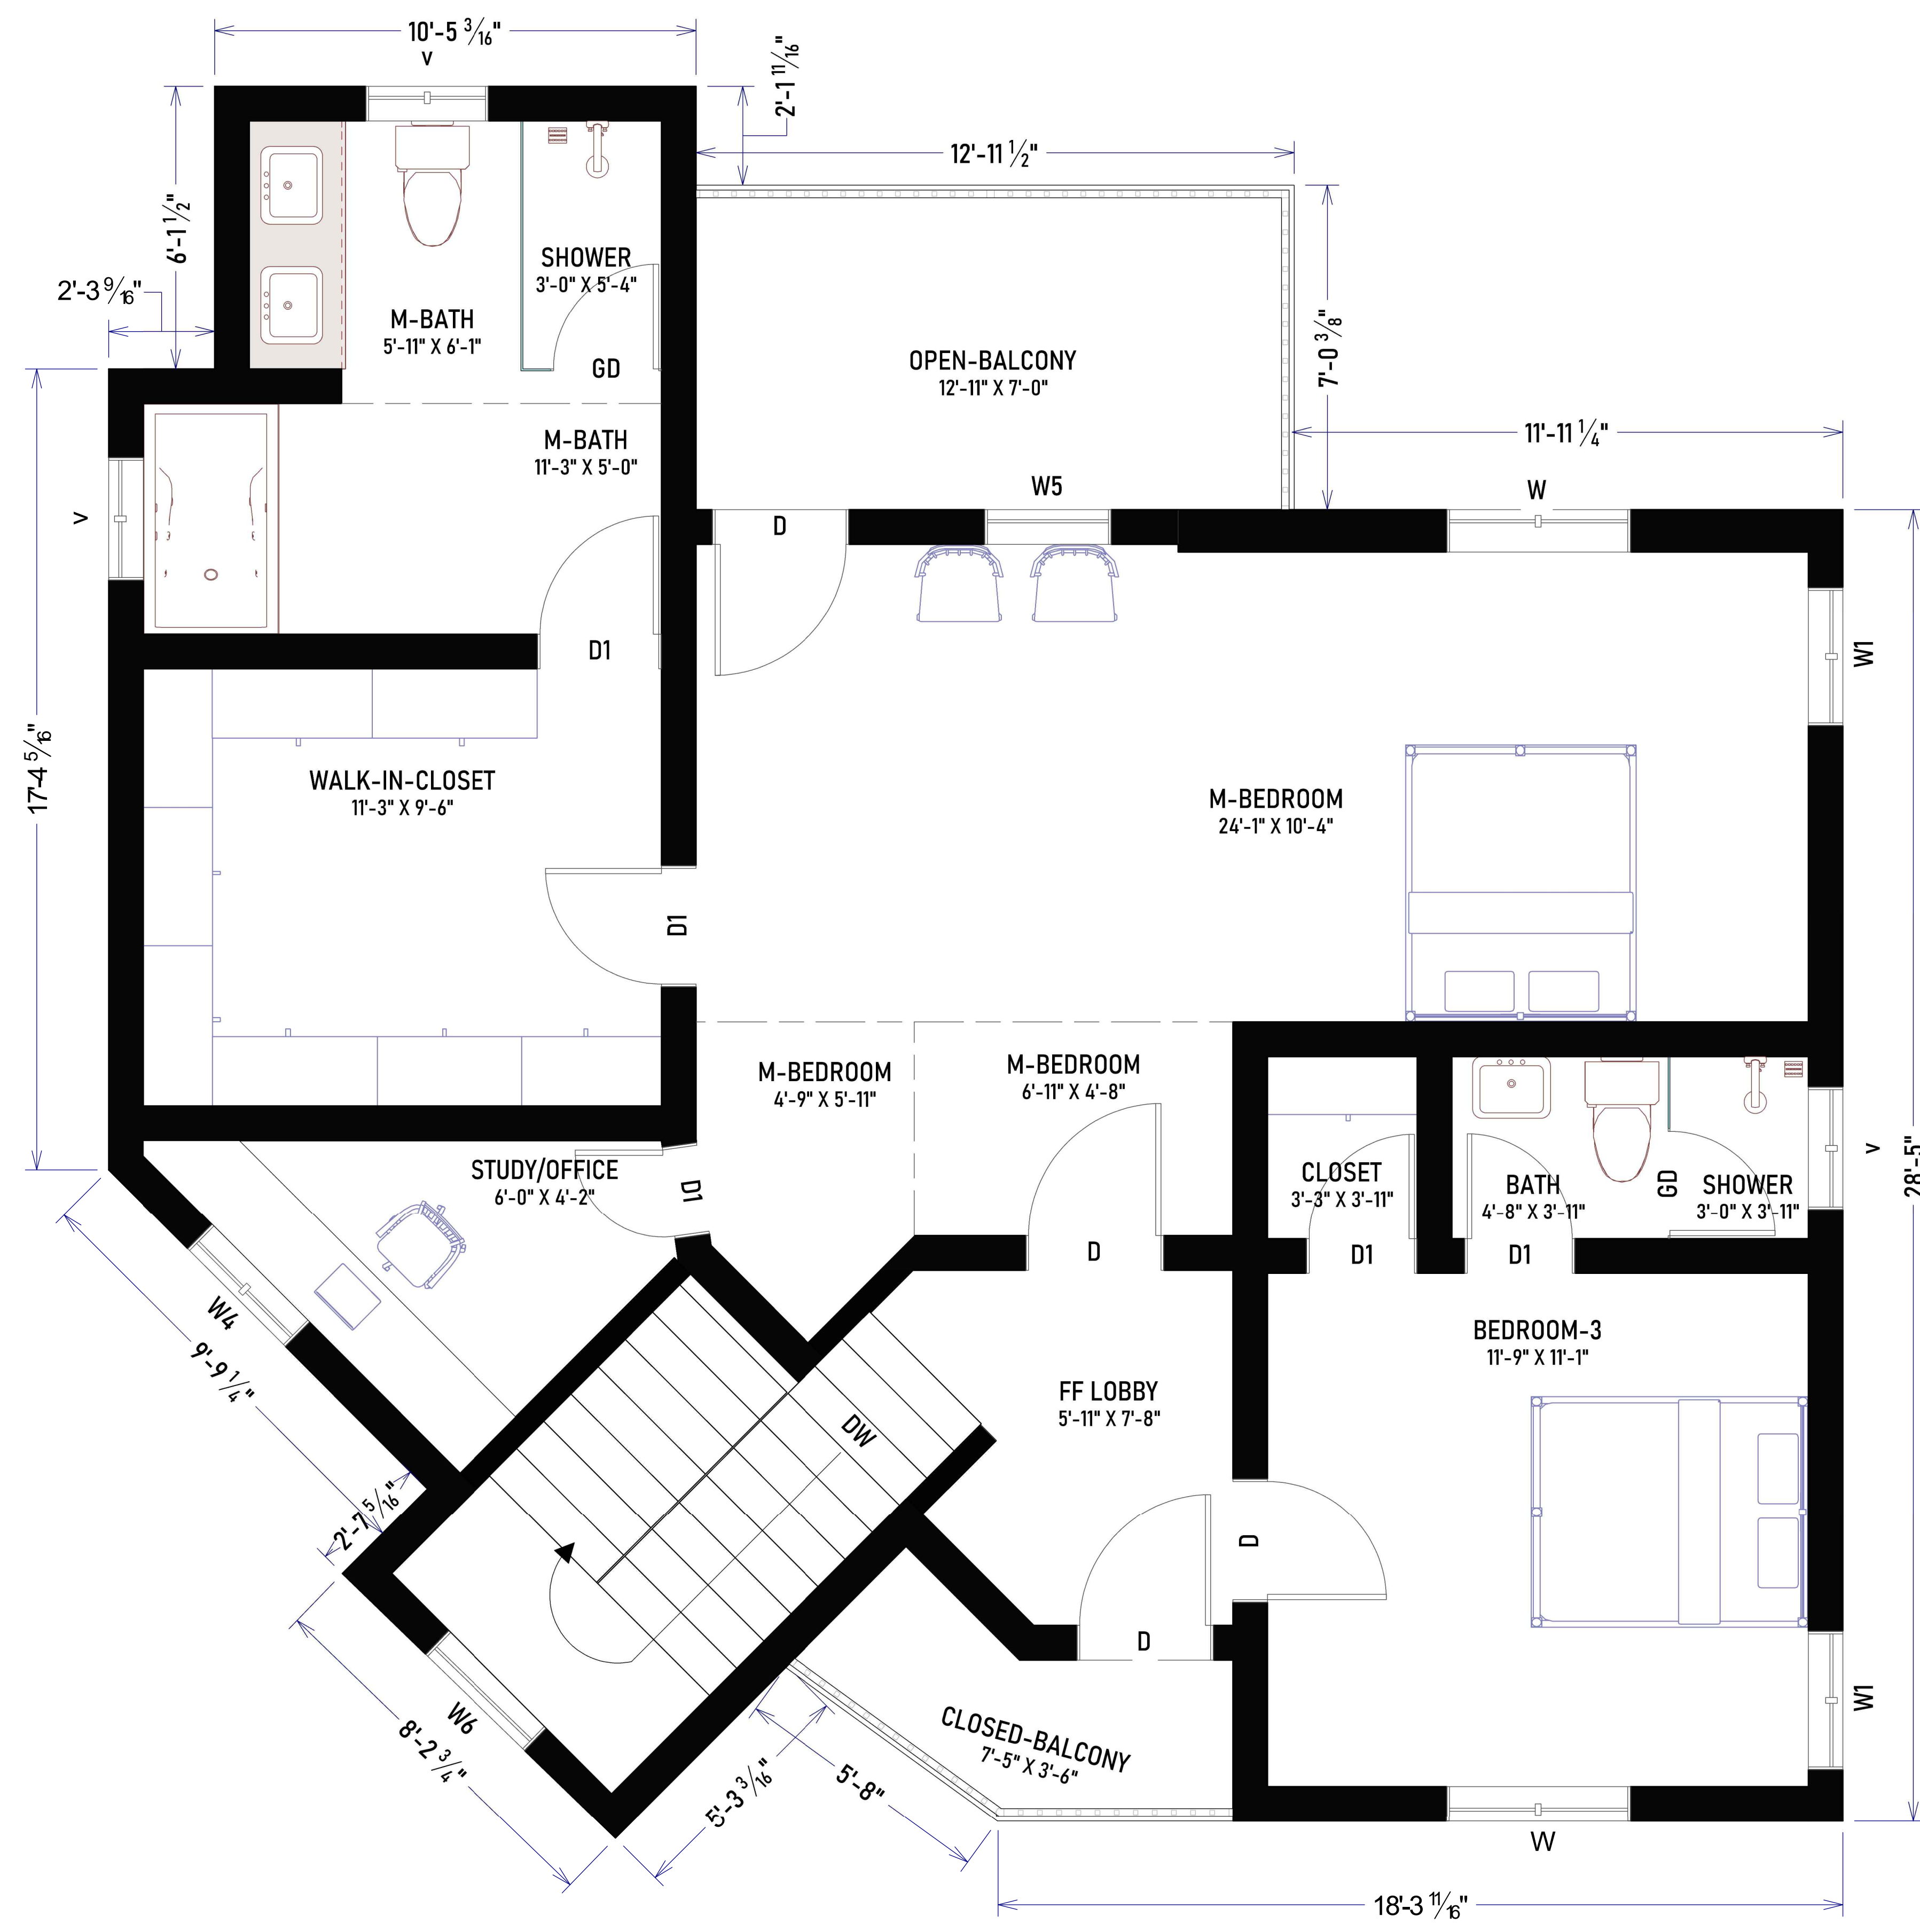 10'-5 3/16"
V
2'-1 11/16"
12'-11 1/2"
6'-1 1/2"
2'-3 9/16"
SHOWER
3'-0" X 5'-4"
M-BATH
5'-11" X 6'-1"
GD
OPEN-BALCONY
12'-11" X 7'-0"
7'-0 3/8"
11'-11 1/4"
M-BATH
11'-3" X 5'-0"
W5
W
V
D
D1
W1
17'-4 5/16"
WALK-IN-CLOSET
11'-3" X 9'-6"
M-BEDROOM
24'-1" X 10'-4"
D1
M-BEDROOM
4'-9" X 5'-11"
M-BEDROOM
6'-11" X 4'-8"
STUDY/OFFICE
6'-0" X 4'-2"
D1
CLOSET
3'-3" X 3'-11"
BATH
4'-8" X 3'-11"
GD
SHOWER
3'-0" X 3'-11"
V
28'-5"
D
D1
D1
W4
9'-9 1/4"
BEDROOM-3
11'-9" X 11'-1"
FF LOBBY
5'-11" X 7'-8"
DW
2'-7 5/16"
D
D
W6
8'-2 3/4"
CLOSED-BALCONY
7'-5" X 3'-6"
5'-3 3/16"
5'-8"
W1
W
18'-3 11/16"